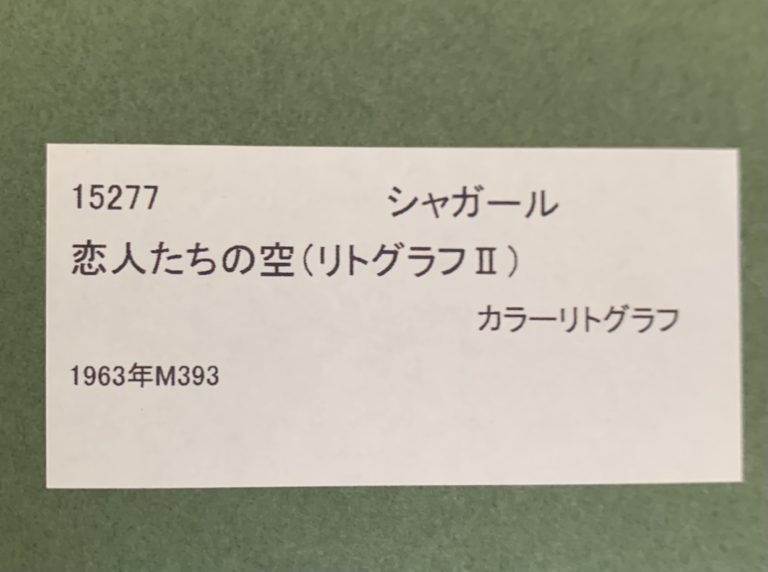 15277 シャガール
恋人たちの空(リトグラフⅡ)
カラーリトグラフ
1963年M393